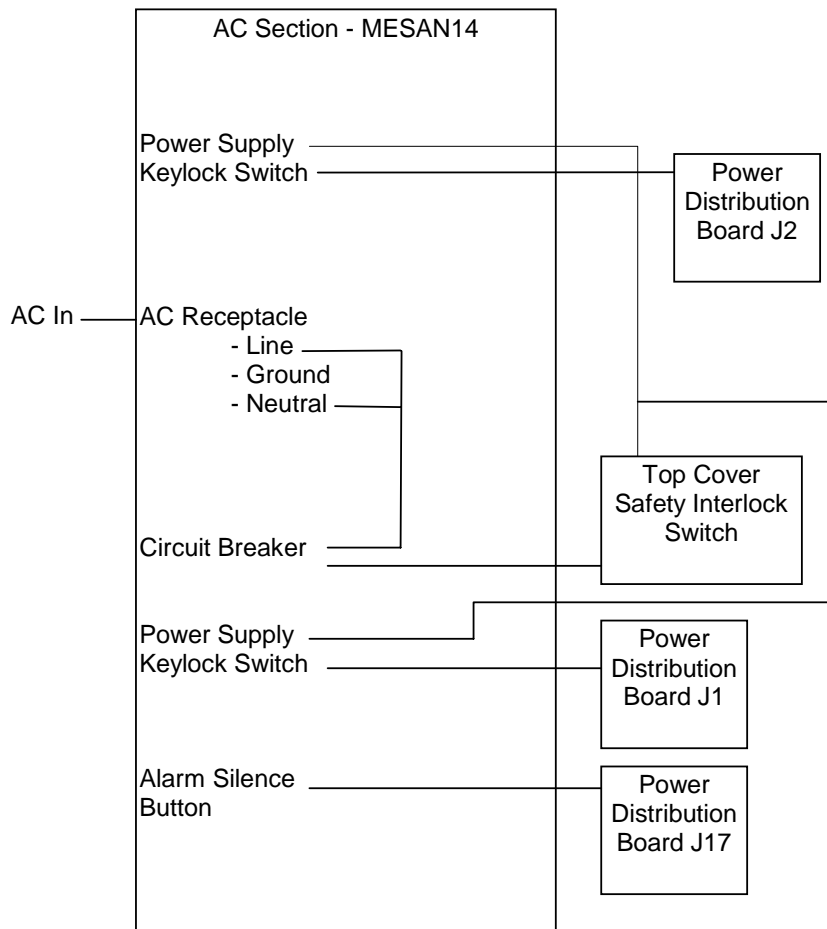 AC Section - MESAN14
Power Supply
Keylock Switch
Power
Distribution
Board J2
AC In
AC Receptacle
- Line
- Ground
- Neutral
Top Cover
Safety Interlock
Switch
Circuit Breaker
Power Supply
Keylock Switch
Power
Distribution
Board J1
Alarm Silence
Button
Power
Distribution
Board J17